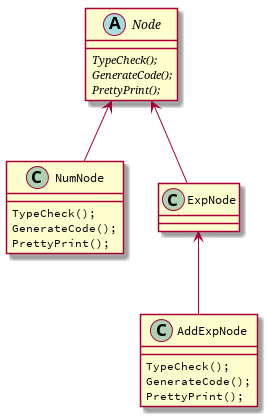 A Node
TypeCheck();
GenerateCode();
PrettyPrint();
C NumNode
TypeCheck();
GenerateCode();
PrettyPrint();
C ExpNode
C AddExpNode
TypeCheck();
GenerateCode();
PrettyPrint();